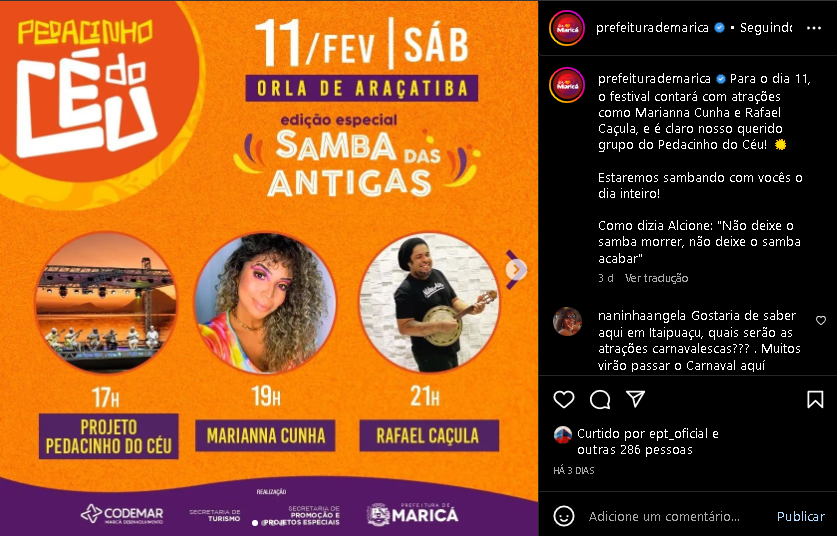 PEDACINHO
do
CÉU
11/FEV | SÁB
ORLA DE ARAÇATIBA
edição especial
SAMBA DAS
ANTIGAS
17H
PROJETO
PEDACINHO DO CÉU
19H
MARIANNA CUNHA
21H
RAFAEL CAÇULA
REALIZAÇÃO
CODEMAR
MARICÁ DESENVOLVIMENTO
SECRETARIA DE
TURISMO
SECRETARIA DE
PROMOÇÃO E
PROJETOS ESPECIAIS
PREFEITURA DE
MARICÁ
prefeiturademarica • Seguindo
prefeiturademarica Para o dia 11,
o festival contará com atrações
como Marianna Cunha e Rafael
Caçula, e é claro nosso querido
grupo do Pedacinho do Céu!
Estaremos sambando com vocês o
dia inteiro!
Como dizia Alcione: "Não deixe o
samba morrer, não deixe o samba
acabar"
3 d Ver tradução
naninhaangela Gostaria de saber
aqui em Itaipuaçu, quais serão as
atrações carnavalescas??? . Muitos
virão passar o Carnaval aquí
Curtido por ept_oficial e
outras 286 pessoas
HÁ 3 DIAS
Adicione um comentário...
Publicar